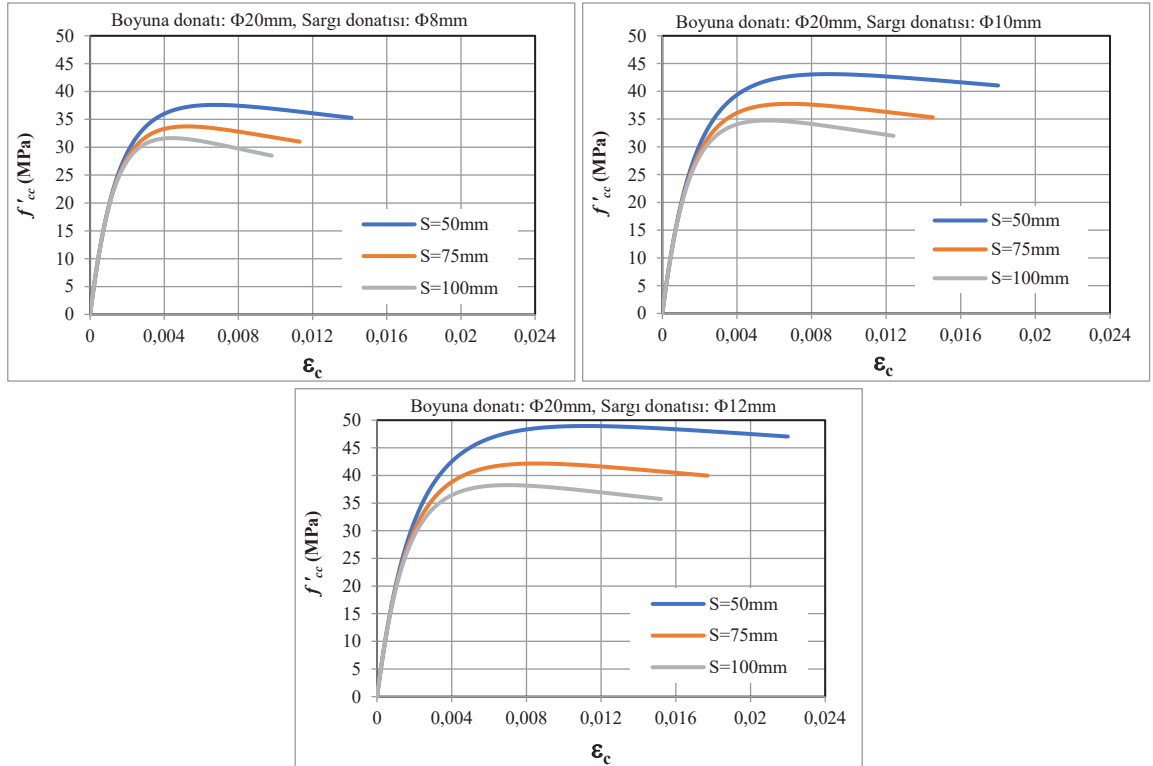 Boyuna donatı: Φ20mm, Sargı donatısı: Φ8mm
50
45
40
35
30
25
20
15
10
5
0
f'cc (MPa)
S=50mm
S=75mm
S=100mm
0 0,004 0,008 0,012 0,016 0,02 0,024
εc
Boyuna donatı: Φ20mm, Sargı donatısı: Φ10mm
50
45
40
35
30
25
20
15
10
5
0
f'cc (MPa)
S=50mm
S=75mm
S=100mm
0 0,004 0,008 0,012 0,016 0,02 0,024
εc
Boyuna donatı: Φ20mm, Sargı donatısı: Φ12mm
50
45
40
35
30
25
20
15
10
5
0
f'cc (MPa)
S=50mm
S=75mm
S=100mm
0 0,004 0,008 0,012 0,016 0,02 0,024
εc